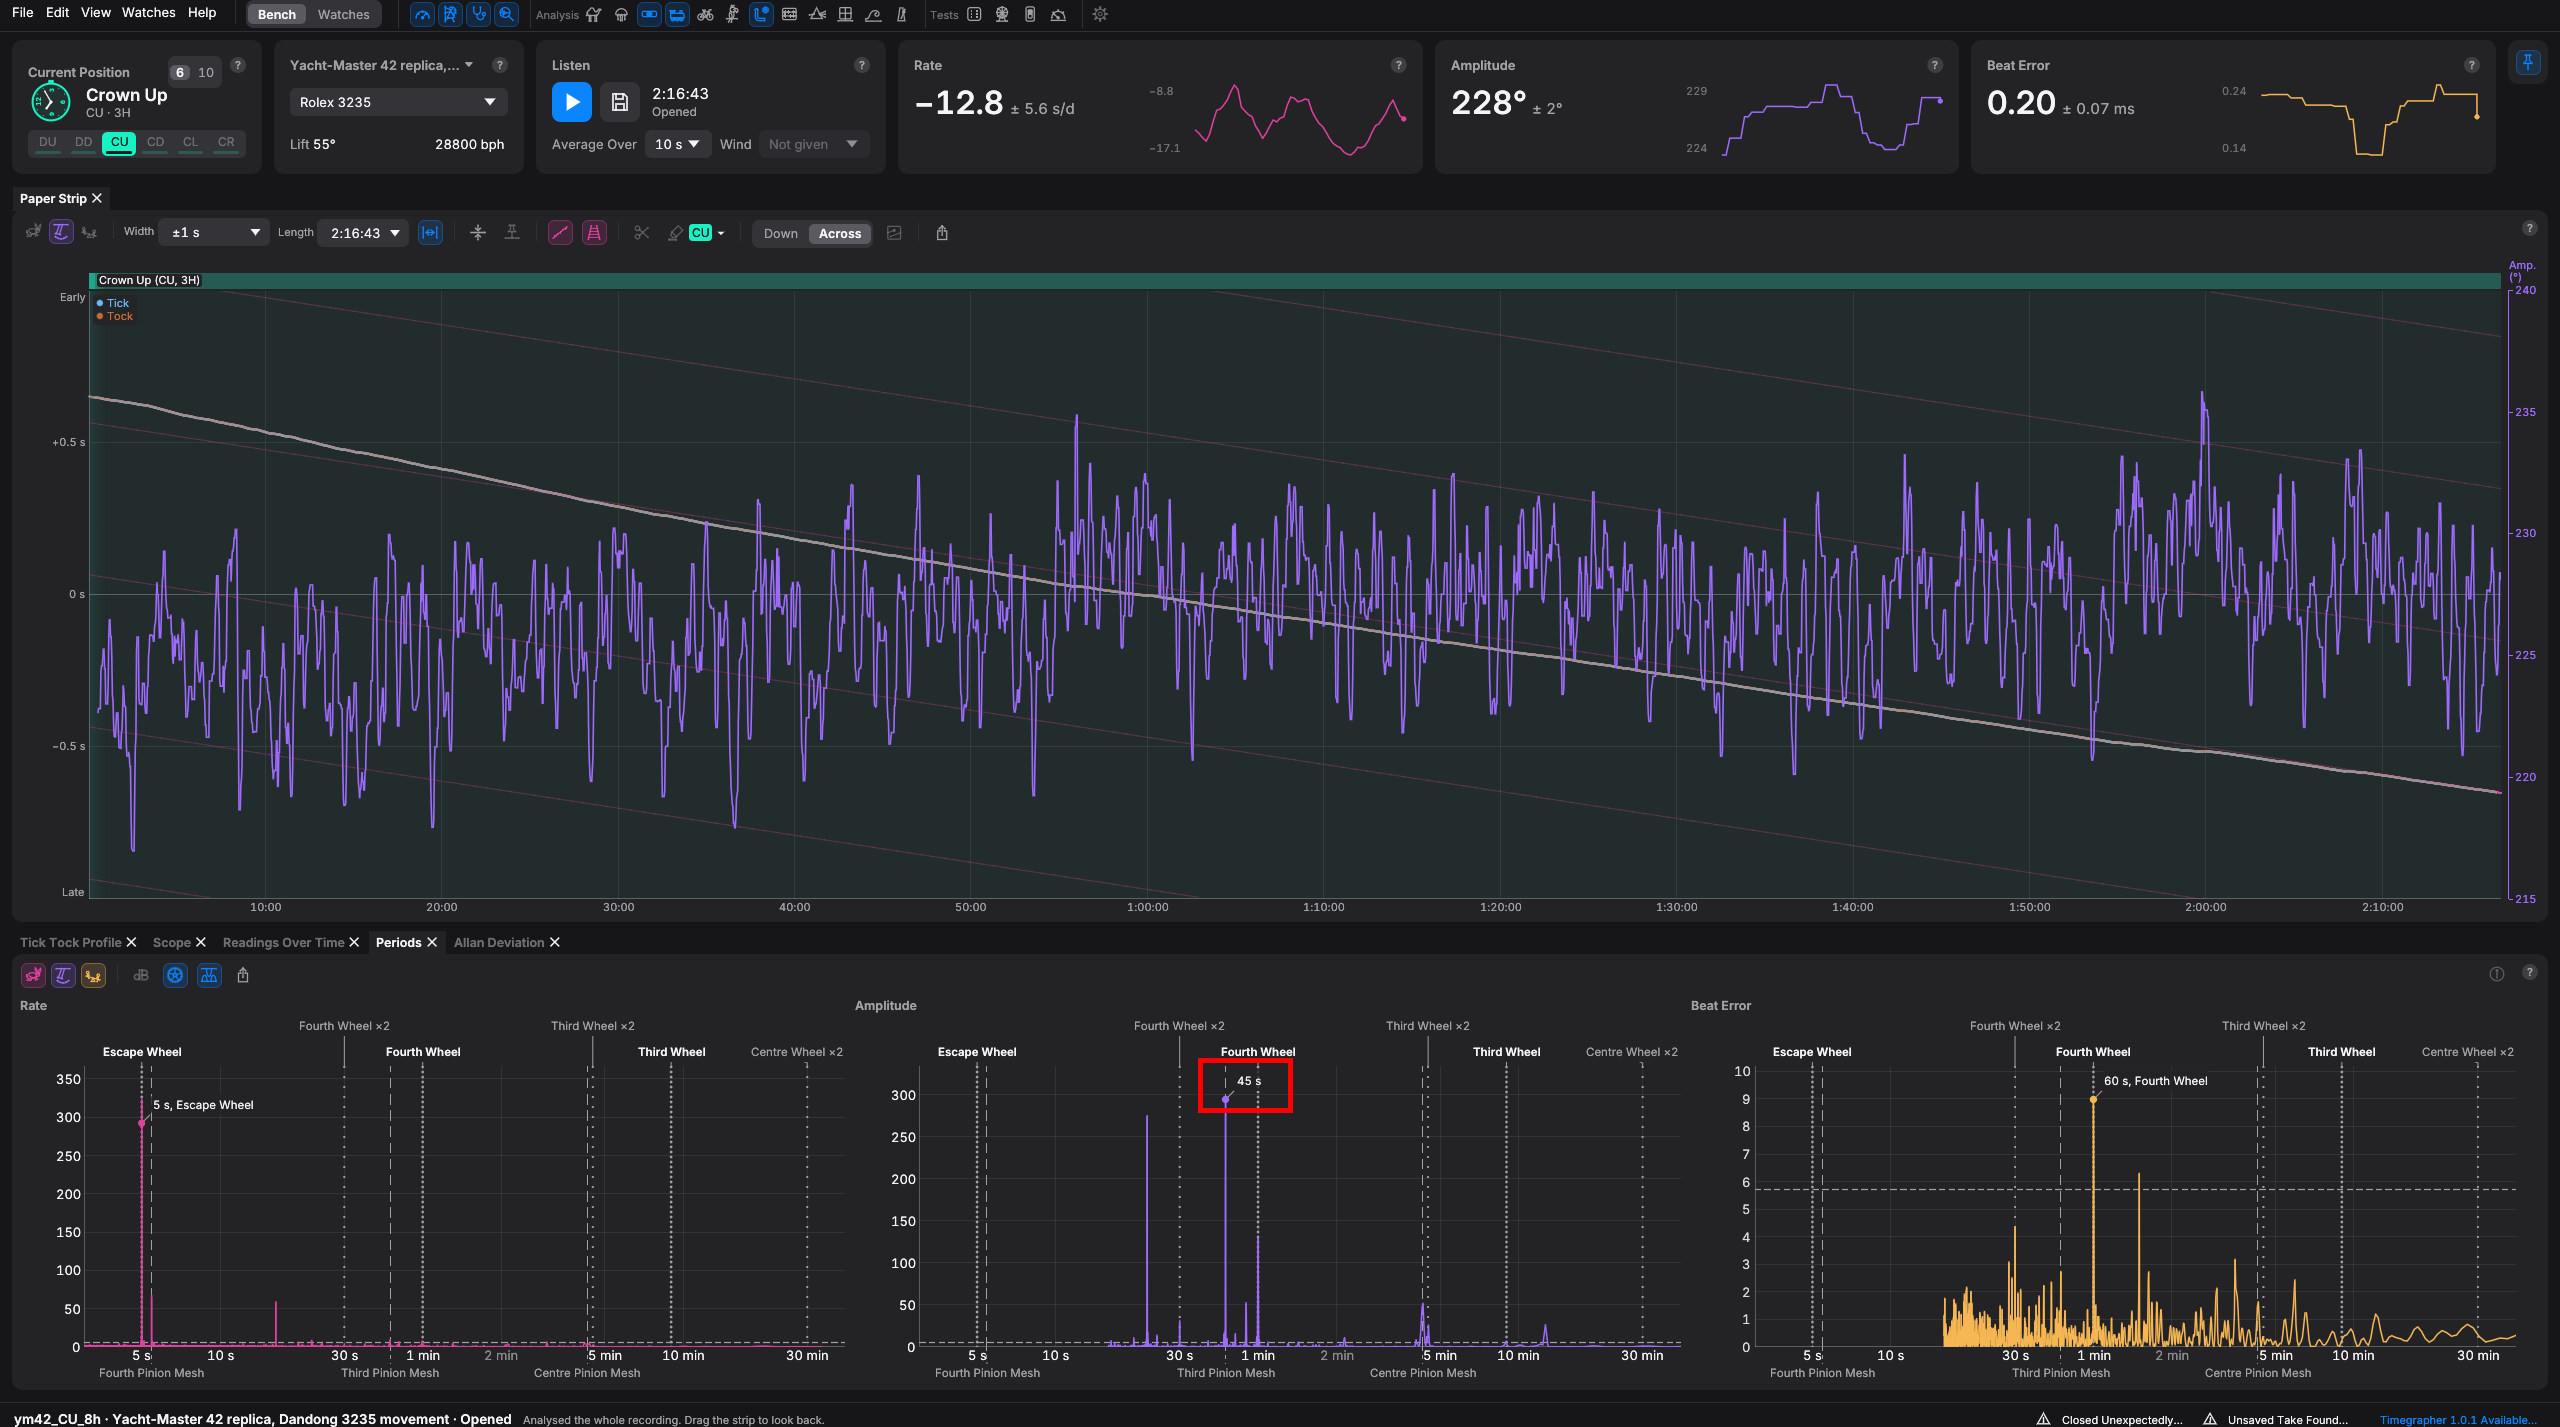 File Edit View Watches Help Bench Watches Analysis Tests
Current Position 6 10 ?
Crown Up
CU · 3H
DU DD CU CD CL CR
Yacht-Master 42 replica,... ?
Rolex 3235
Lift 55° 28800 bph
Listen ?
2:16:43
Opened
Average Over 10 s Wind Not given
Rate ?
−12.8 ± 5.6 s/d
−8.8
−17.1
Amplitude ?
228° ± 2°
229
224
Beat Error ?
0.20 ± 0.07 ms
0.24
0.14
Paper Strip
Width ±1 s Length 2:16:43 CU Down Across ?
Crown Up (CU, 3H)
Amp.
(°)
Early
Tick
Tock
+0.5 s
0 s
−0.5 s
Late
240
235
230
225
220
215
10:00 20:00 30:00 40:00 50:00 1:00:00 1:10:00 1:20:00 1:30:00 1:40:00 1:50:00 2:00:00 2:10:00
Tick Tock Profile Scope Readings Over Time Periods Allan Deviation
dB ?
Rate
Fourth Wheel ×2 Third Wheel ×2
Escape Wheel Fourth Wheel Third Wheel Centre Wheel ×2
5 s, Escape Wheel
350
300
250
200
150
100
50
0
5 s 10 s 30 s 1 min 2 min 5 min 10 min 30 min
Fourth Pinion Mesh Third Pinion Mesh Centre Pinion Mesh
Amplitude
Fourth Wheel ×2 Third Wheel ×2
Escape Wheel Fourth Wheel Third Wheel Centre Wheel ×2
45 s
300
250
200
150
100
50
0
5 s 10 s 30 s 1 min 2 min 5 min 10 min 30 min
Fourth Pinion Mesh Third Pinion Mesh Centre Pinion Mesh
Beat Error
Fourth Wheel ×2 Third Wheel ×2
Escape Wheel Fourth Wheel Third Wheel Centre Wheel ×2
60 s, Fourth Wheel
10
9
8
7
6
5
4
3
2
1
0
5 s 10 s 30 s 1 min 2 min 5 min 10 min 30 min
Fourth Pinion Mesh Third Pinion Mesh Centre Pinion Mesh
ym42_CU_8h · Yacht-Master 42 replica, Dandong 3235 movement · Opened Analysed the whole recording. Drag the strip to look back. Closed Unexpectedly... Unsaved Take Found... Timegrapher 1.0.1 Available...